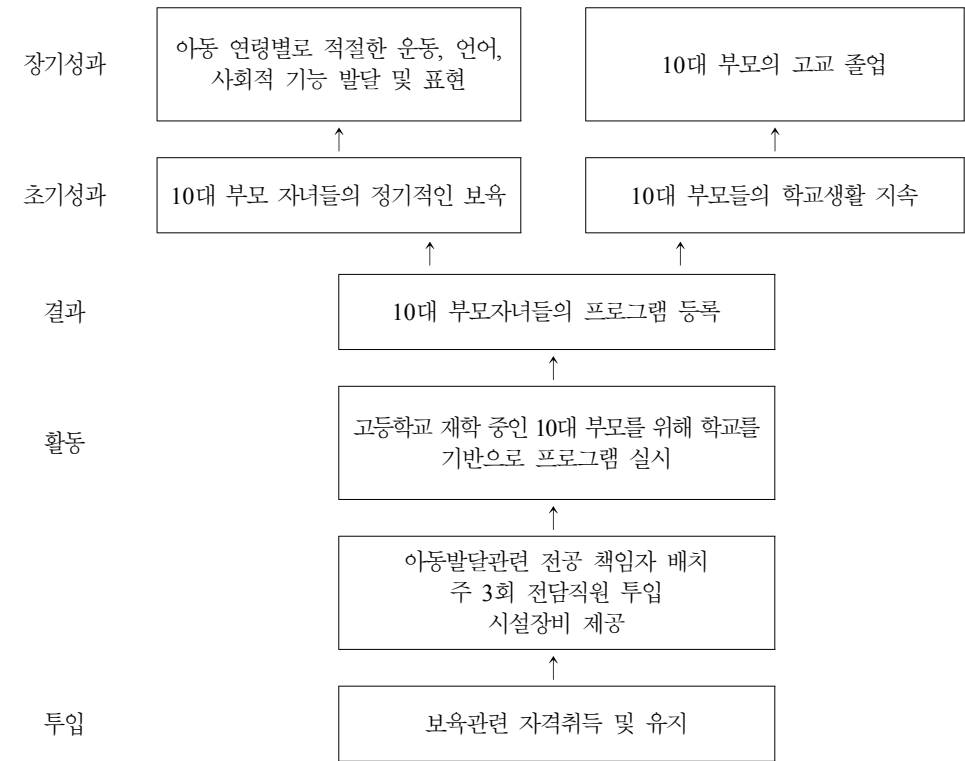 장기성과
아동 연령별로 적절한 운동, 언어,
사회적 기능 발달 및 표현
10대 부모의 고교 졸업
초기성과
10대 부모 자녀들의 정기적인 보육
10대 부모들의 학교생활 지속
결과
10대 부모자녀들의 프로그램 등록
활동
고등학교 재학 중인 10대 부모를 위해 학교를
기반으로 프로그램 실시
아동발달관련 전공 책임자 배치
주 3회 전담직원 투입
시설장비 제공
투입
보육관련 자격취득 및 유지